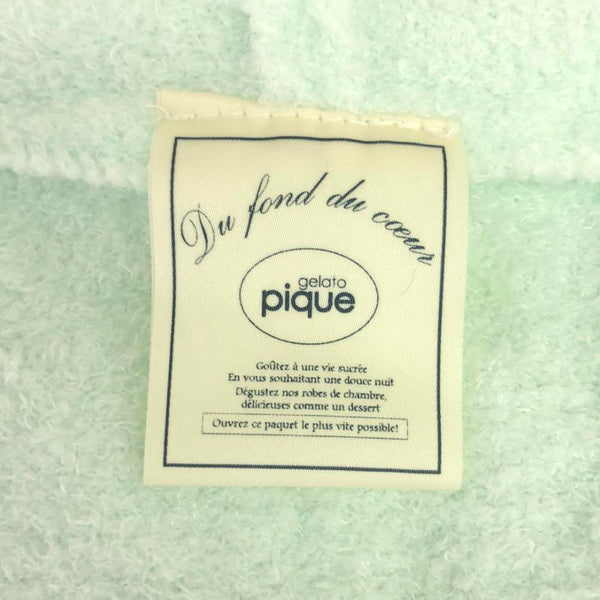 Du fond du cœur
gelato
pique
Goûtez à une vie sucrée
En vous souhaitant une douce nuit
Dégustez nos robes de chambre,
délicieuses comme un dessert
Ouvrez ce paquet le plus vite possible!